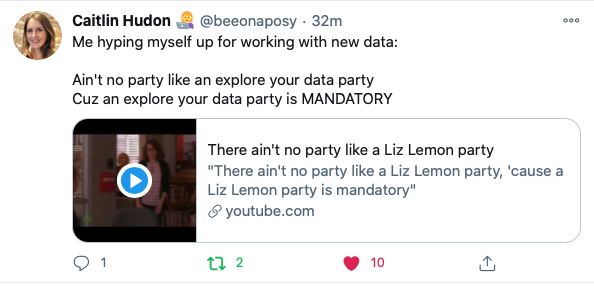 Caitlin Hudon 👩‍💻 @beeonaposy · 32m
Me hyping myself up for working with new data:
Ain't no party like an explore your data party
Cuz an explore your data party is MANDATORY
There ain't no party like a Liz Lemon party
"There ain't no party like a Liz Lemon party, 'cause a
Liz Lemon party is mandatory"
youtube.com
1 2 10